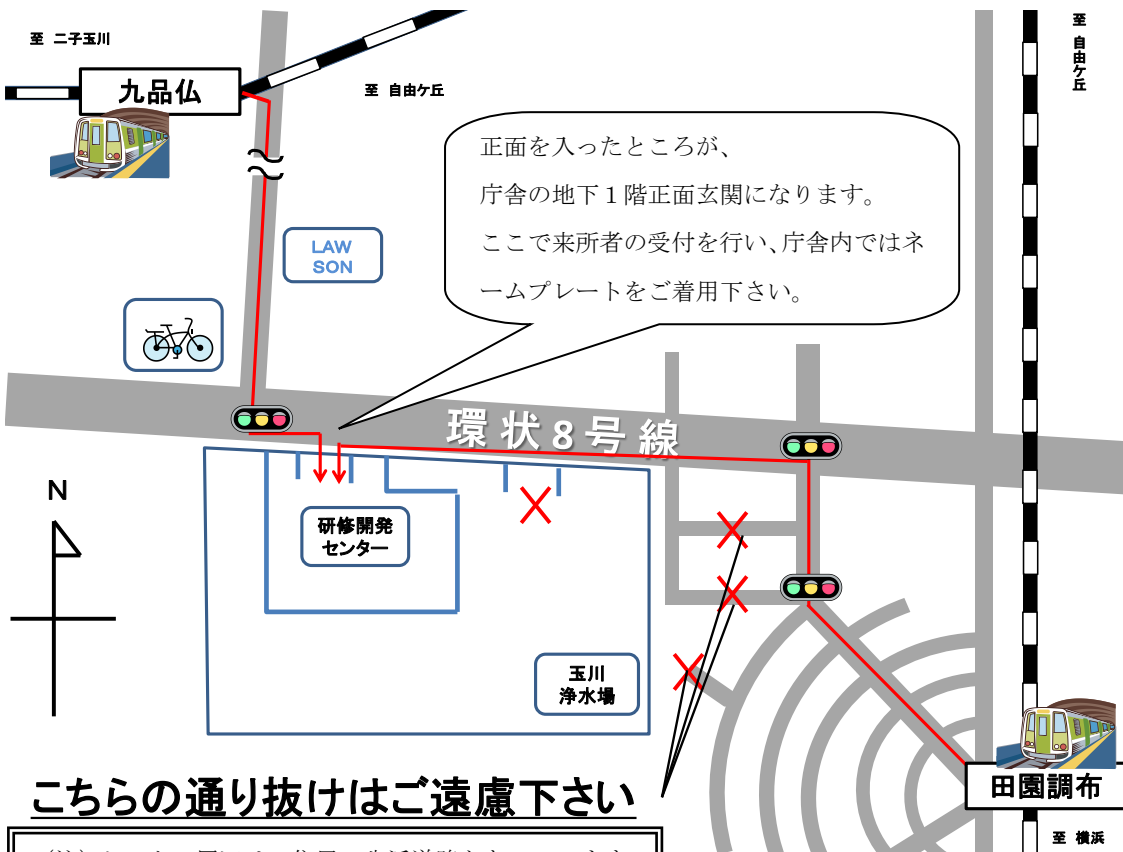 至 二子玉川
九品仏
至 自由ケ丘
至 自由ケ丘
正面を入ったところが、
庁舎の地下１階正面玄関になります。
ここで来所者の受付を行い、庁舎内ではネ
ームプレートをご着用下さい。
LAW
SON
環状8号線
N
研修開発
センター
玉川
浄水場
田園調布
至 横浜
こちらの通り抜けはご遠慮下さい